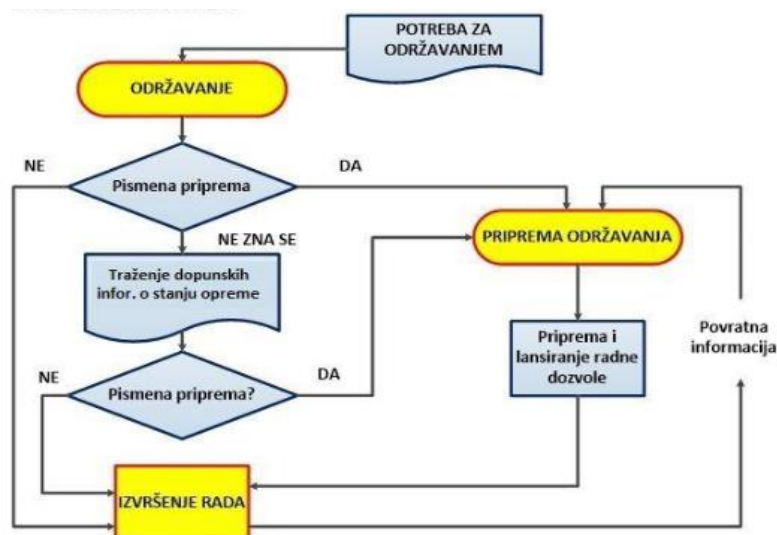 POTREBA ZA
ODRŽAVANJEM
ODRŽAVANJE
NE
DA
Pismena priprema
NE ZNA SE
PRIPREMA ODRŽAVANJA
Traženje dopunskih
infor. o stanju opreme
Priprema i
lansiranje radne
dozvole
Povratna
informacija
NE
DA
Pismena priprema?
IZVRŠENJE RADA